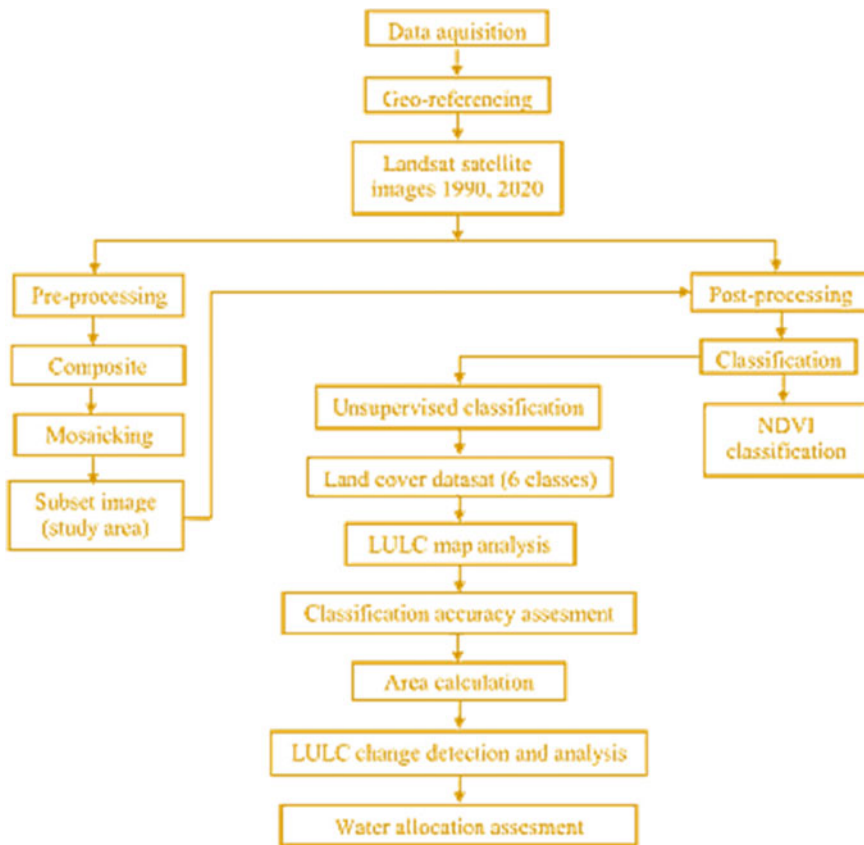 Data aquisition
Geo-referencing
Landsat satellite
images 1990, 2020
Pre-processing
Post-processing
Composite
Classification
Unsupervised classification
Mosaicking
NDVI
classification
Land cover datasat (6 classes)
Subset image
(study area)
LULC map analysis
Classification accuracy assesment
Area calculation
LULC change detection and analysis
Water allocation assesment